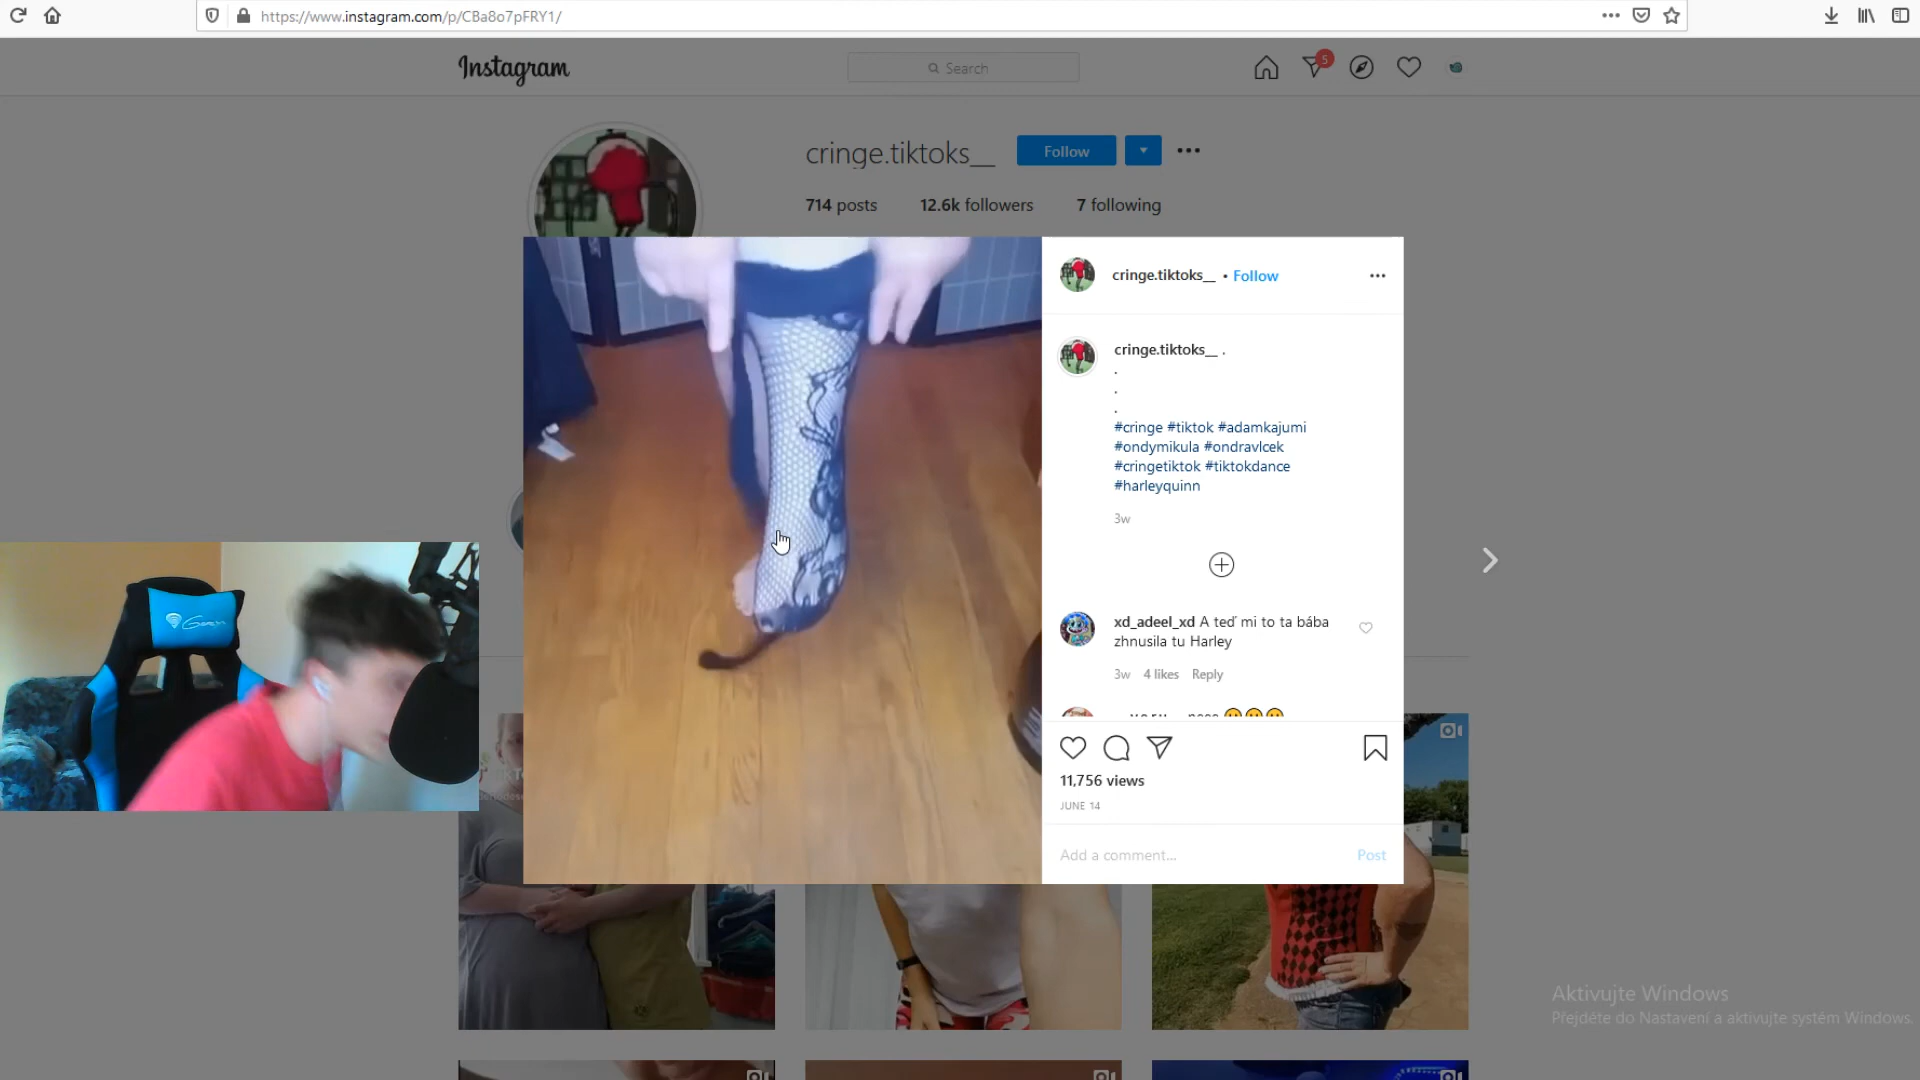 https://www.instagram.com/p/CBa8o7pFRY1/
Instagram
Search
5
cringe.tiktoks__
Follow
714 posts
12.6k followers
7 following
cringe.tiktoks__ • Follow
cringe.tiktoks__ .
.
.
.
#cringe #tiktok #adamkajumi
#ondymikula #ondravlcek
#cringetiktok #tiktokdance
#harleyquinn
3w
xd_adeel_xd A teď mi to ta bába
zhnusila tu Harley
3w 4 likes Reply
11,756 views
JUNE 14
Add a comment...
Post
Aktivujte Windows
Přejděte do Nastavení a aktivujte systém Windows.